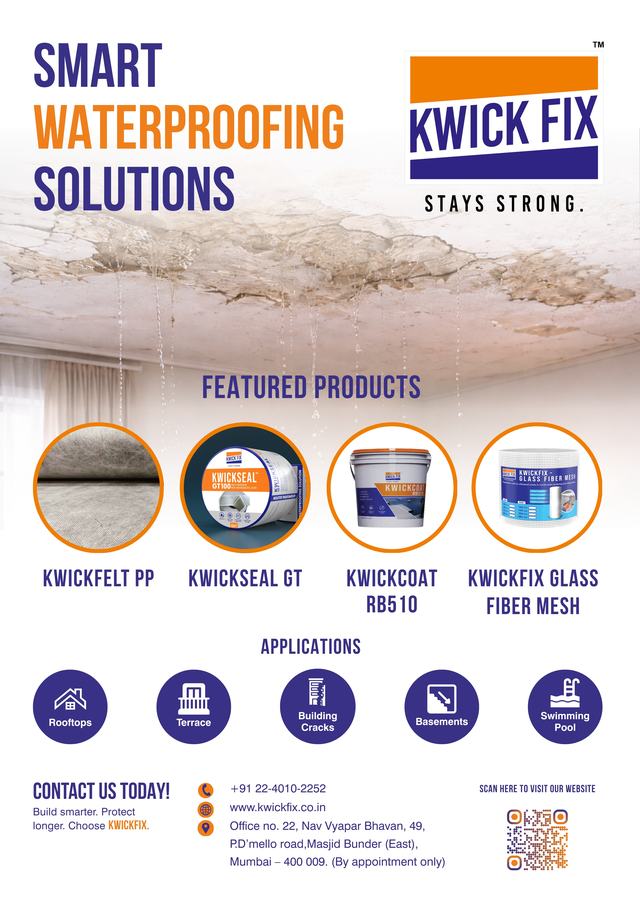 SMART
WATERPROOFING
SOLUTIONS
TM
KWICK FIX
STAYS STRONG.
FEATURED PRODUCTS
KWICK FIX
KWICKSEAL
GT100
KWICKCOAT
KWICKFIX -
GLASS FIBER MESH
KWICKFELT PP
KWICKSEAL GT
KWICKCOAT
RB510
KWICKFIX GLASS
FIBER MESH
APPLICATIONS
Rooftops
Terrace
Building
Cracks
Basements
Swimming
Pool
CONTACT US TODAY!
Build smarter. Protect
longer. Choose KWICKFIX.
+91 22-4010-2252
www.kwickfix.co.in
Office no. 22, Nav Vyapar Bhavan, 49,
P.D'mello road,Masjid Bunder (East),
Mumbai – 400 009. (By appointment only)
SCAN HERE TO VISIT OUR WEBSITE